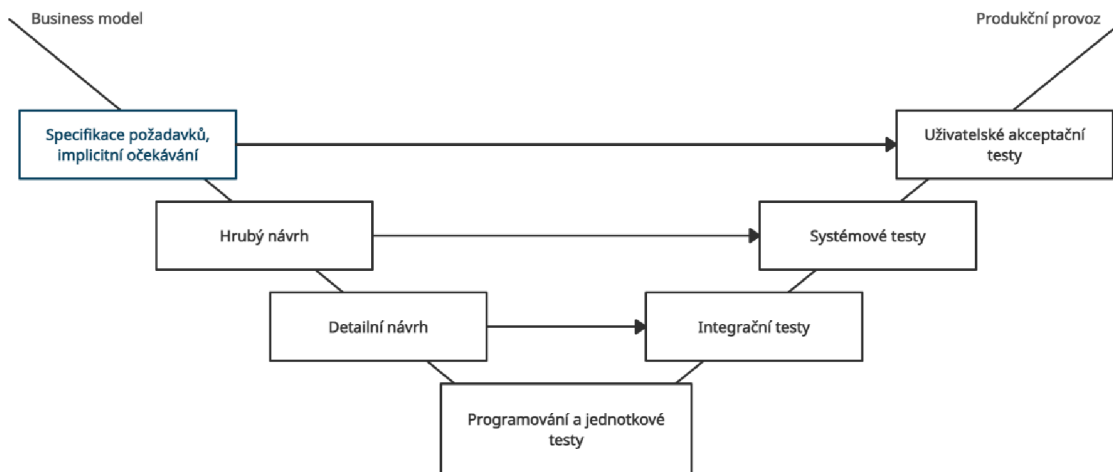 Business model
Produkční provoz
Specifikace požadavků,
implicitní očekávání
Uživatelské akceptační
testy
Hrubý návrh
Systémové testy
Detailní návrh
Integrační testy
Programování a jednotkové
testy